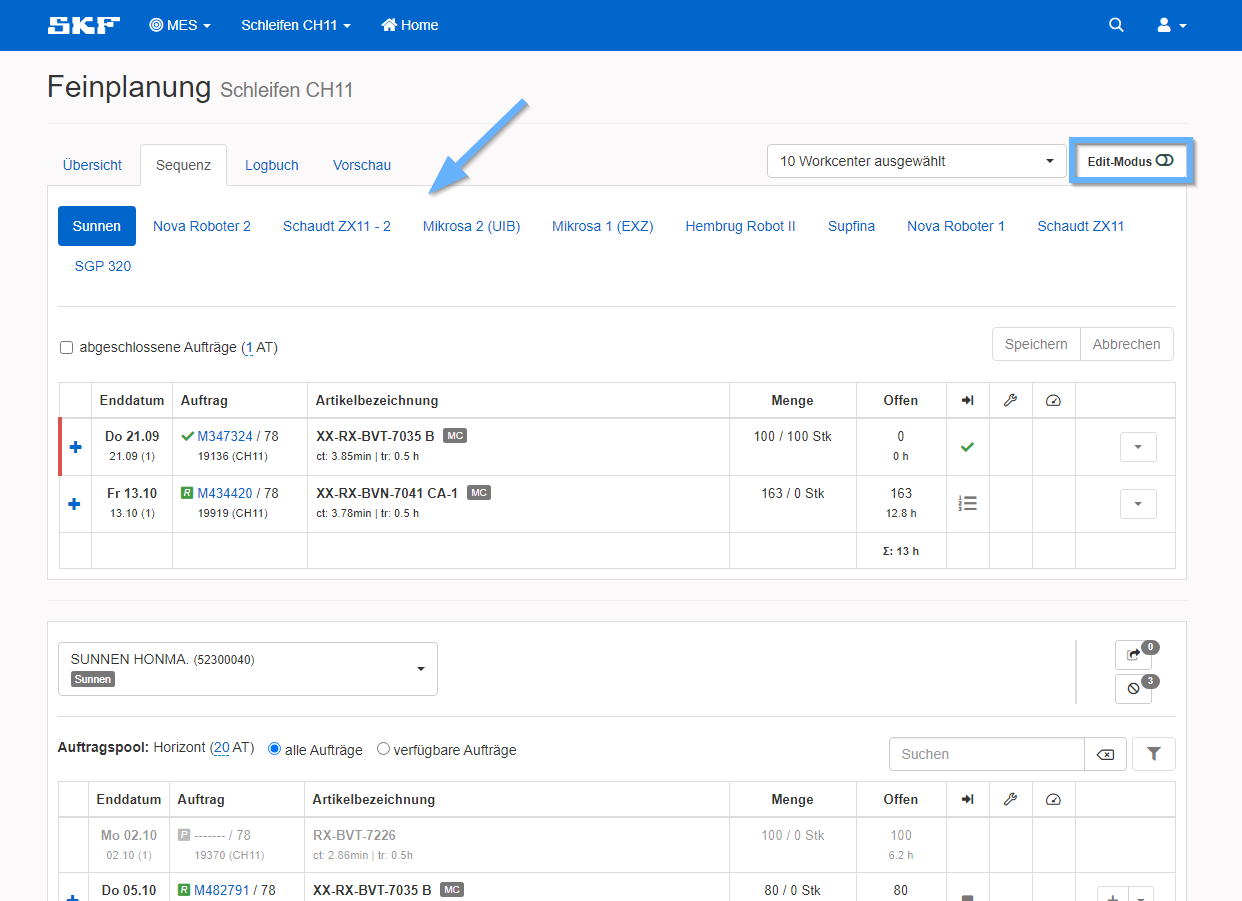 SKF MES Schleifen CH11 Home
Feinplanung Schleifen CH11
Übersicht Sequenz Logbuch Vorschau 10 Workcenter ausgewählt Edit-Modus
Sunnen Nova Roboter 2 Schaudt ZX11 - 2 Mikrosa 2 (UIB) Mikrosa 1 (EXZ) Hembrug Robot II Supfina Nova Roboter 1 Schaudt ZX11
SGP 320
abgeschlossene Aufträge (1 AT) Speichern Abbrechen
Enddatum Auftrag Artikelbezeichnung Menge Offen
Do 21.09 M347324 / 78 XX-RX-BVT-7035 B MC 100 / 100 Stk 0
21.09 (1) 19136 (CH11) ct: 3.85min | tr: 0.5 h 0 h
Fr 13.10 R M434420 / 78 XX-RX-BVN-7041 CA-1 MC 163 / 0 Stk 163
13.10 (1) 19919 (CH11) ct: 3.78min | tr: 0.5 h 12.8 h
Σ: 13 h
SUNNEN HONMA. (52300040) 0
Sunnen 3
Auftragspool: Horizont (20 AT) alle Aufträge verfügbare Aufträge Suchen
Enddatum Auftrag Artikelbezeichnung Menge Offen
Mo 02.10 P ------- / 78 RX-BVT-7226 100 / 0 Stk 100
02.10 (1) 19370 (CH11) ct: 2.86min | tr: 0.5h 6.2 h
Do 05.10 R M482791 / 78 XX-RX-BVT-7035 B MC 80 / 0 Stk 80